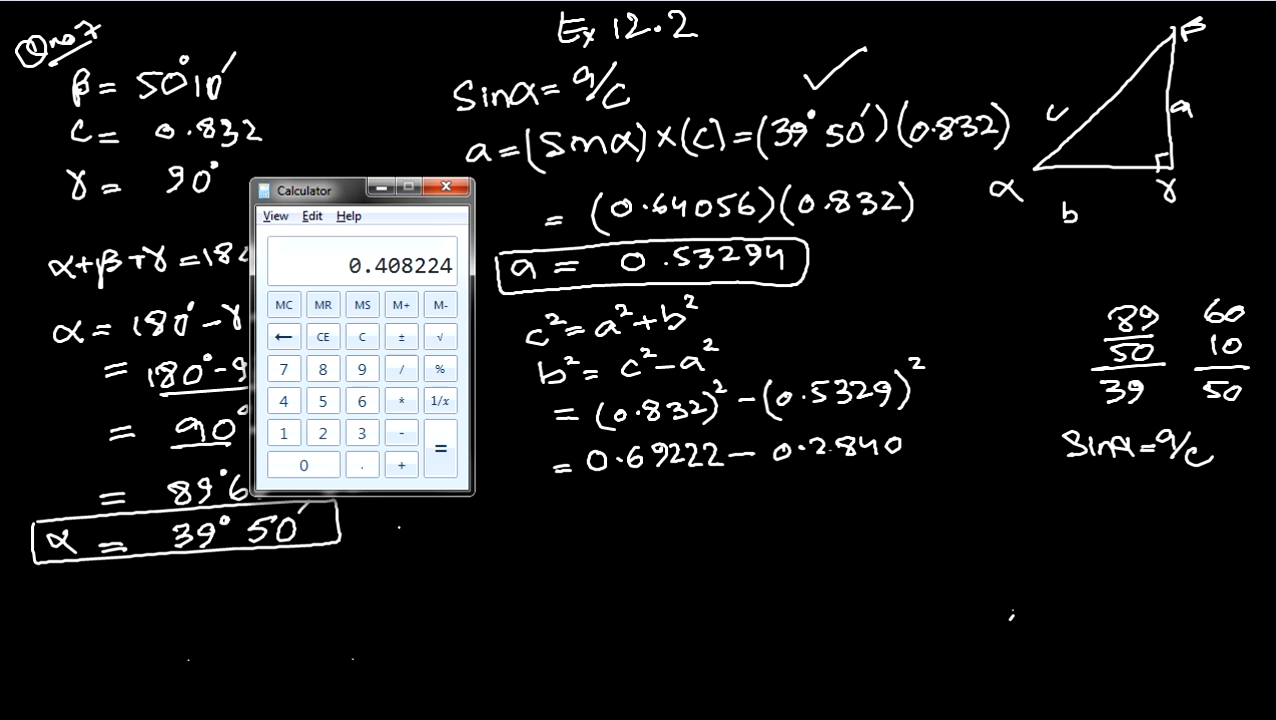 Qno 7
Ex 12.2
β = 50°10′
c = 0.832
γ = 90°
α+β+γ = 18
α = 180° − γ
= 180° − 9
= 90°
= 89°6
α = 39° 50′
Calculator
View Edit Help
0.408224
MC MR MS M+ M-
← CE C ± √
7 8 9 / %
4 5 6 * 1/x
1 2 3 - =
0 . +
Sinα = a/c
a = (Sinα) × (c) = (39° 50′)(0.832)
= (0.64056)(0.832)
a = 0.53294
c² = a² + b²
b² = c² − a²
= (0.832)² − (0.5329)²
= 0.69222 − 0.2840
β
c
a
α
b
γ
89 60
50 10
39 50
Sinα = a/c